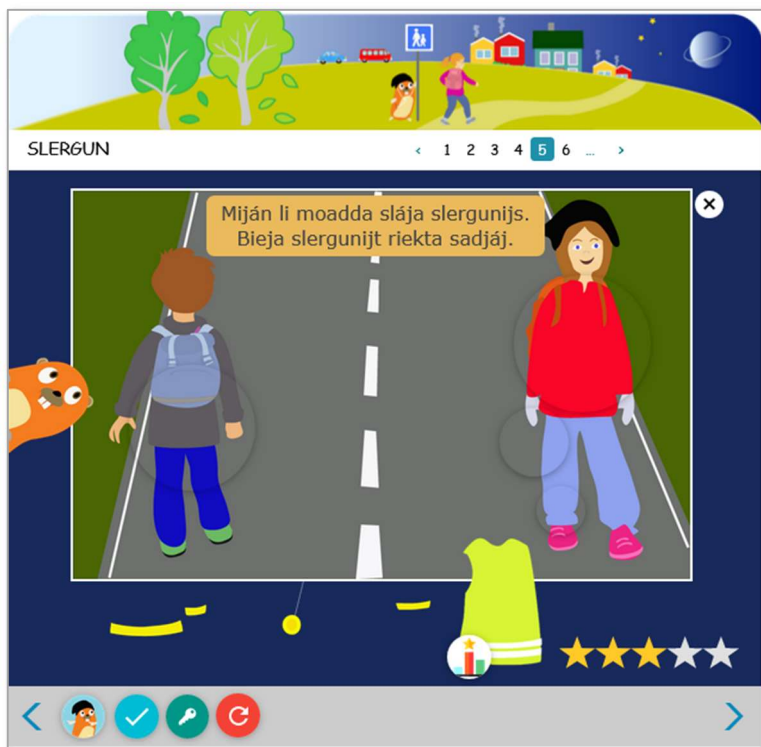 SLERGUN
‹ 1 2 3 4 5 6 ... ›
Miján li moadda slája slergunijs.
Bieja slergunijt riekta sadjáj.